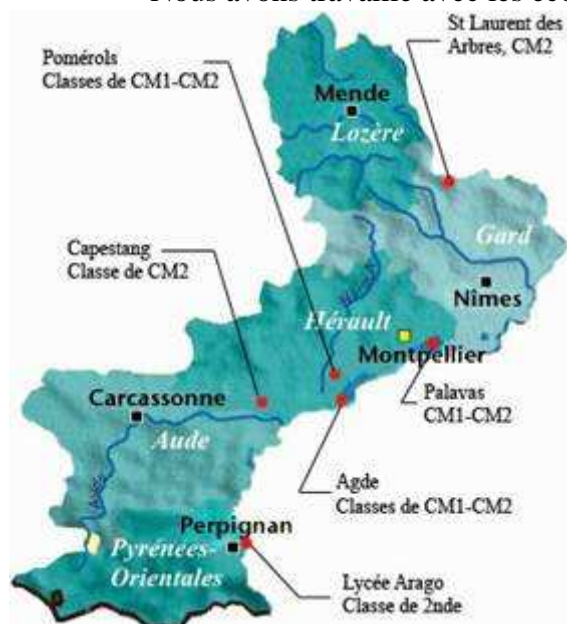 St Laurent des
Arbres, CM2
Pomérols
Classes de CM1-CM2
Mende
Lozère
Gard
Capestang
Classe de CM2
Nîmes
Hérault
Montpellier
Carcassonne
Palavas
CM1-CM2
Aude
Agde
Classes de CM1-CM2
Perpignan
Pyrénées-
Orientales
Lycée Arago
Classe de 2nde